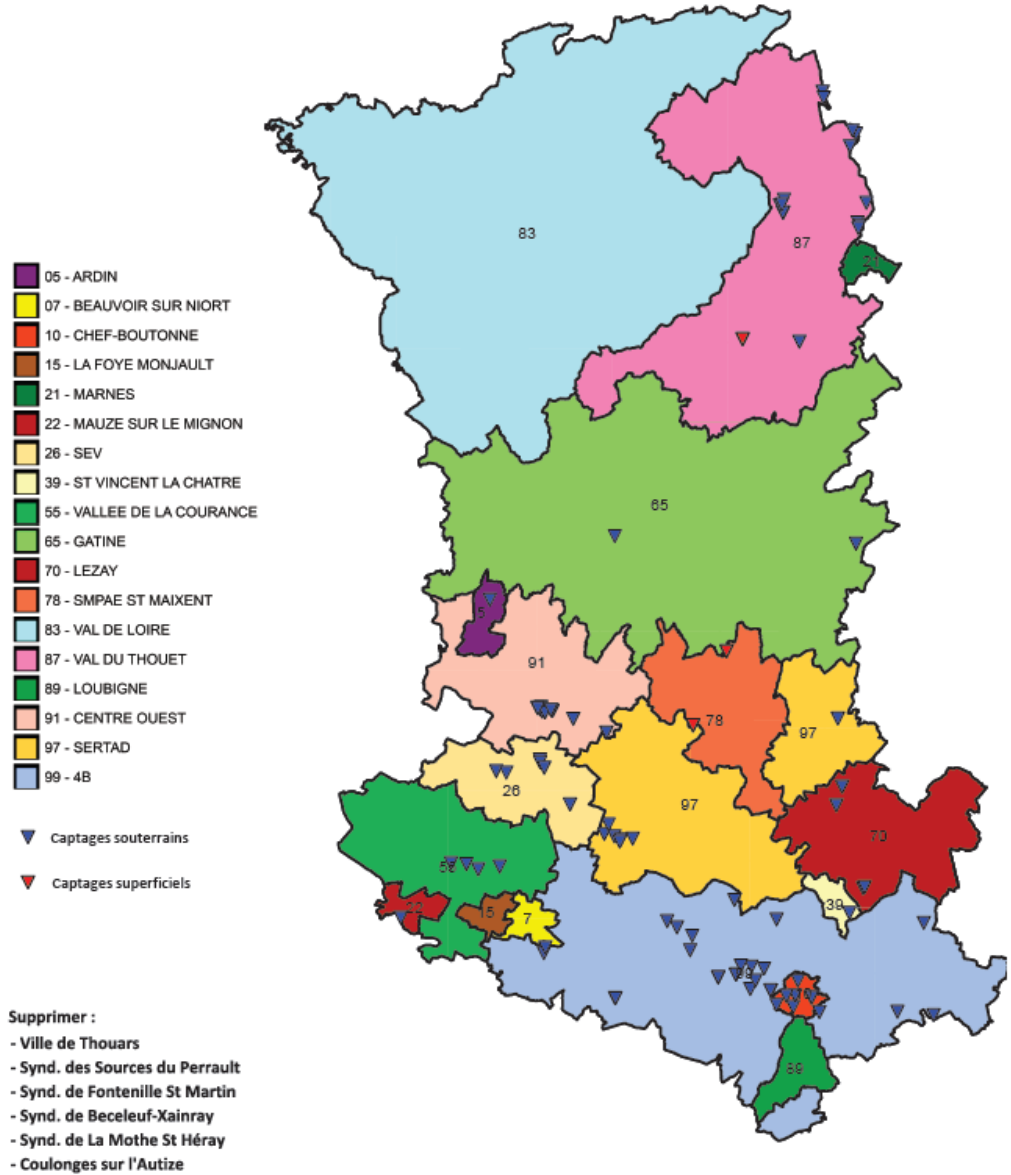 83
87
21
05 - ARDIN
07 - BEAUVOIR SUR NIORT
10 - CHEF-BOUTONNE
15 - LA FOYE MONJAULT
21 - MARNES
22 - MAUZE SUR LE MIGNON
26 - SEV
39 - ST VINCENT LA CHATRE
55 - VALLEE DE LA COURANCE
65 - GATINE
70 - LEZAY
78 - SMPAE ST MAIXENT
83 - VAL DE LOIRE
87 - VAL DU THOUET
89 - LOUBIGNE
91 - CENTRE OUEST
97 - SERTAD
99 - 4B
Captages souterrains
Captages superficiels
65
5
91
78
97
26
97
70
55
39
22
15
7
99
89
Supprimer :
- Ville de Thouars
- Synd. des Sources du Perrault
- Synd. de Fontenille St Martin
- Synd. de Beceleuf-Xainray
- Synd. de La Mothe St Héray
- Coulonges sur l'Autize